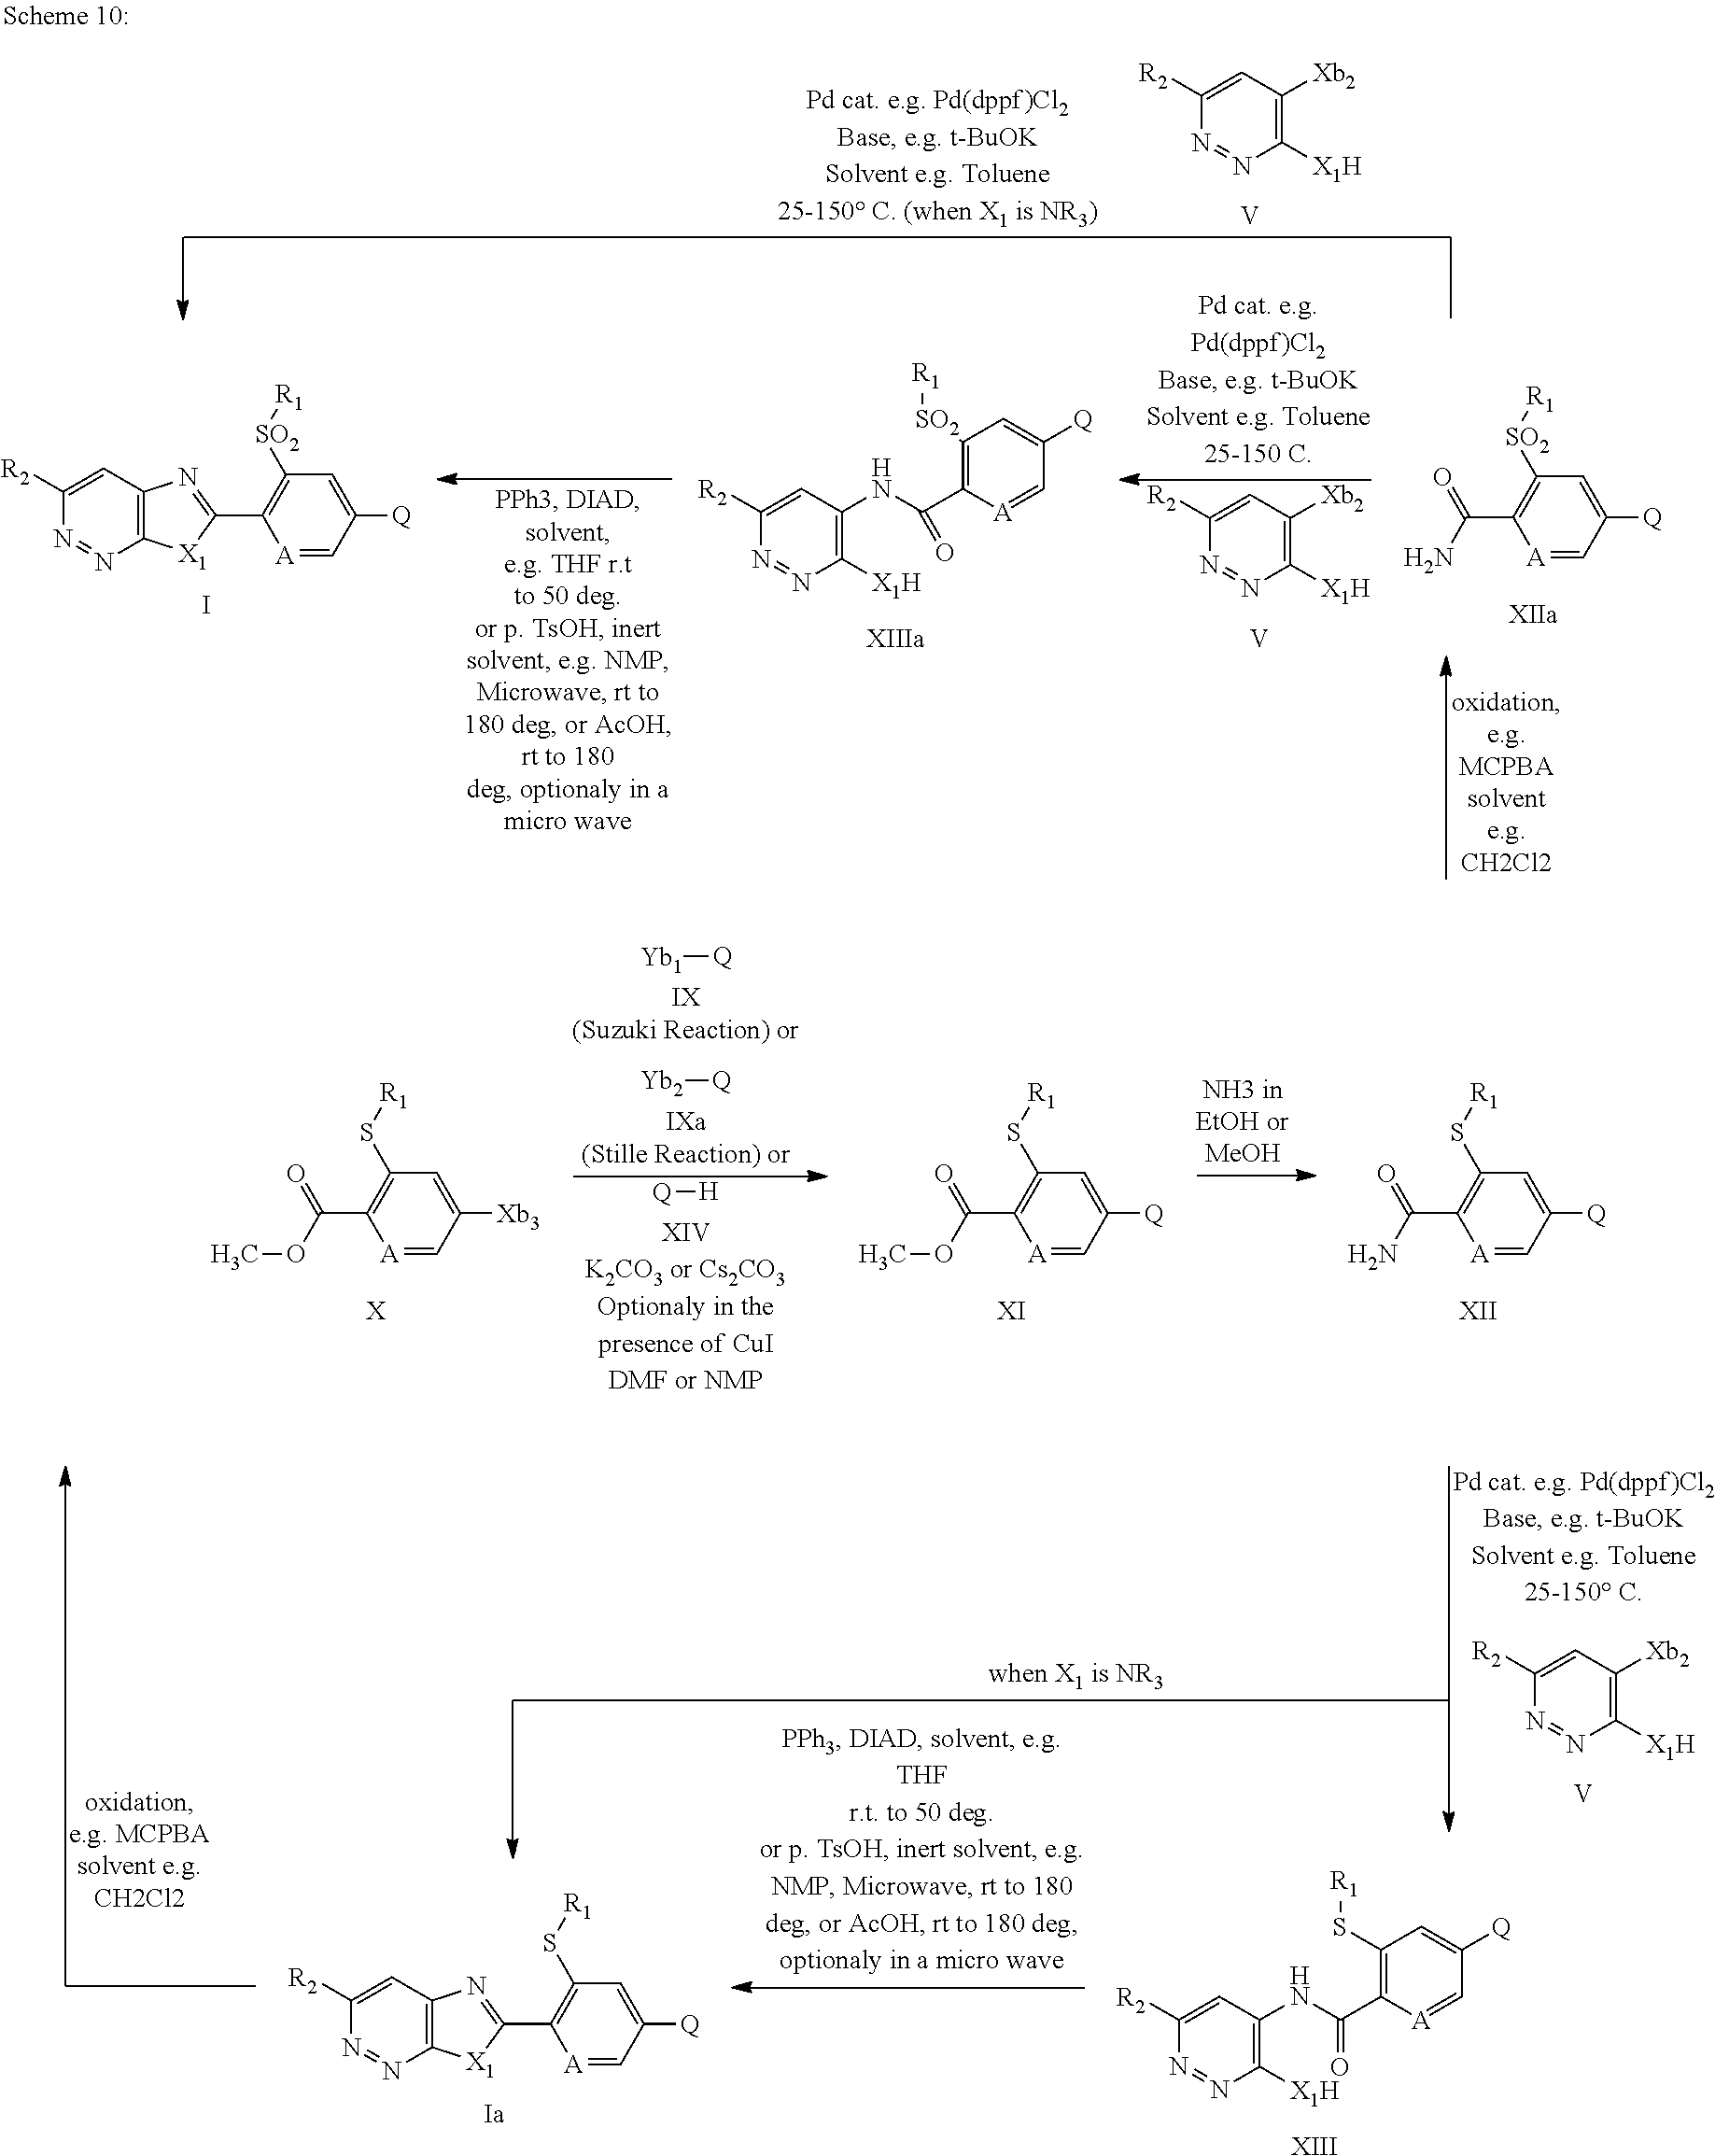 Scheme 10:
R2
Xb2
N
N
X1H
V
Pd cat. e.g. Pd(dppf)Cl2
Base, e.g. t-BuOK
Solvent e.g. Toluene
25-150° C. (when X1 is NR3)
Pd cat. e.g.
Pd(dppf)Cl2
Base, e.g. t-BuOK
Solvent e.g. Toluene
25-150 C.
R2
Xb2
N
N
X1H
V
R1
SO2
R2
N
N
N
X1
A
Q
I
PPh3, DIAD,
solvent,
e.g. THF r.t
to 50 deg.
or p. TsOH, inert
solvent, e.g. NMP,
Microwave, rt to
180 deg, or AcOH,
rt to 180
deg, optionaly in a
micro wave
R1
SO2
Q
H
N
R2
A
O
N
N
X1H
XIIIa
R1
SO2
O
Q
H2N
A
XIIa
oxidation,
e.g.
MCPBA
solvent
e.g.
CH2Cl2
Yb1—Q
IX
(Suzuki Reaction) or
Yb2—Q
IXa
(Stille Reaction) or
Q—H
XIV
K2CO3 or Cs2CO3
Optionaly in the
presence of CuI
DMF or NMP
R1
S
O
Xb3
H3C—O
A
X
R1
S
O
Q
H3C—O
A
XI
NH3 in
EtOH or
MeOH
R1
S
O
Q
H2N
A
XII
Pd cat. e.g. Pd(dppf)Cl2
Base, e.g. t-BuOK
Solvent e.g. Toluene
25-150° C.
R2
Xb2
N
N
X1H
V
when X1 is NR3
PPh3, DIAD, solvent, e.g.
THF
r.t. to 50 deg.
or p. TsOH, inert solvent, e.g.
NMP, Microwave, rt to 180
deg, or AcOH, rt to 180 deg,
optionaly in a micro wave
oxidation,
e.g. MCPBA
solvent e.g.
CH2Cl2
R1
S
R2
N
N
N
X1
A
Q
Ia
R1
S
Q
H
N
R2
A
O
N
N
X1H
XIII